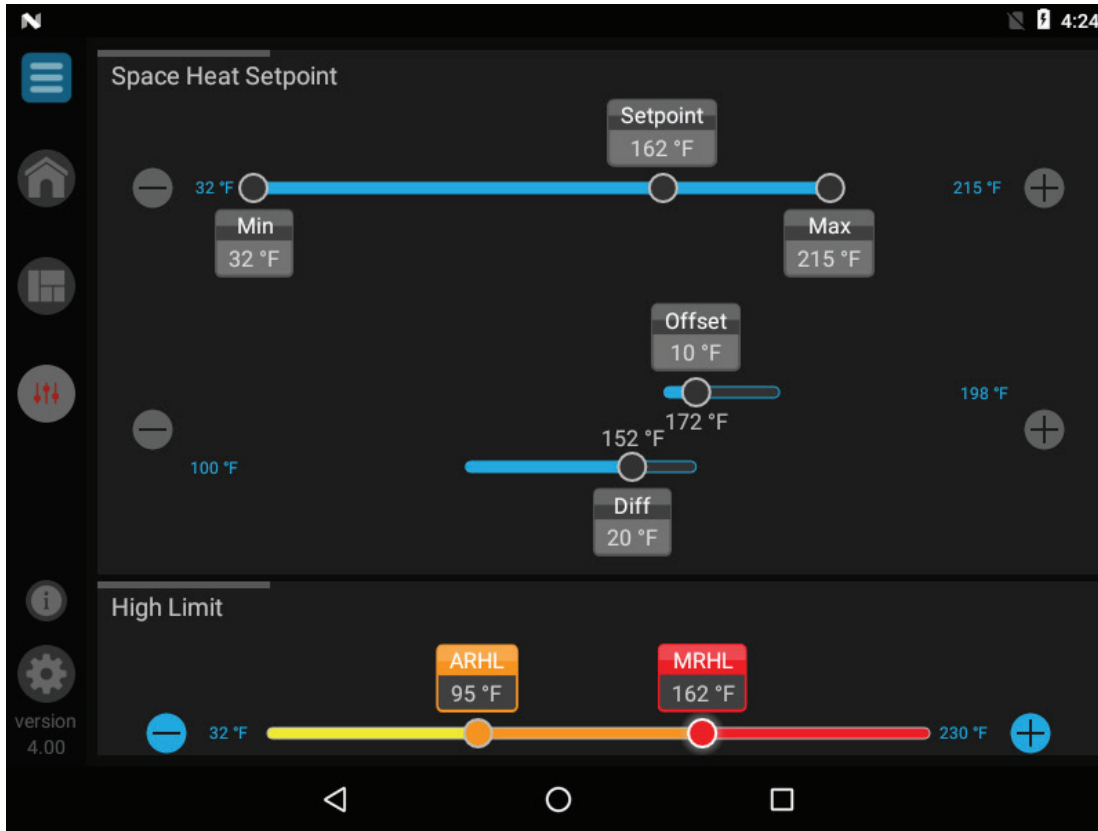 N
4:24
Space Heat Setpoint
Setpoint
162 °F
32 °F
215 °F
Min
32 °F
Max
215 °F
Offset
10 °F
198 °F
172 °F
152 °F
100 °F
Diff
20 °F
i
High Limit
ARHL
95 °F
MRHL
162 °F
version
4.00
32 °F
230 °F